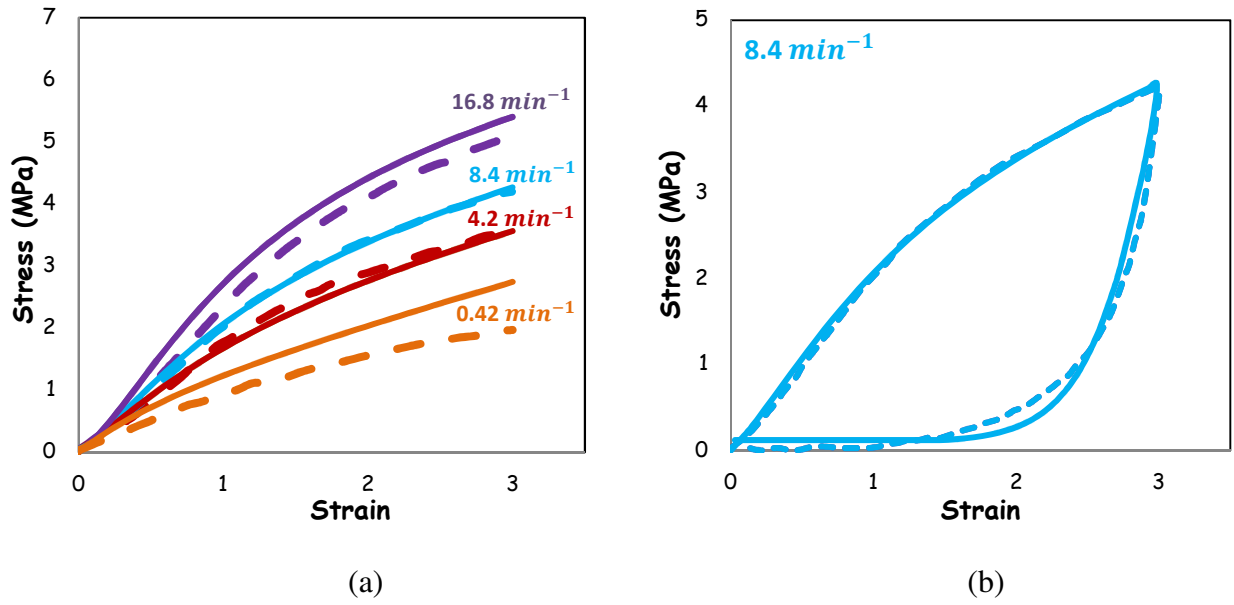 7
6
5
4
3
2
1
0
Stress (MPa)
16.8 min⁻¹
8.4 min⁻¹
4.2 min⁻¹
0.42 min⁻¹
0 1 2 3
Strain
(a)
5
4
3
2
1
0
Stress (MPa)
8.4 min⁻¹
0 1 2 3
Strain
(b)